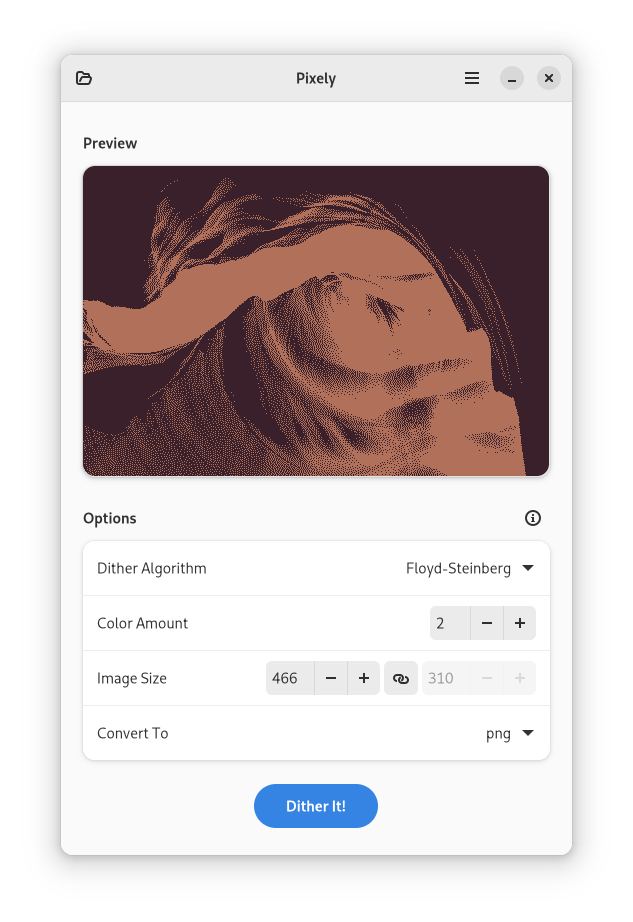 Pixely
Preview
Options
Dither Algorithm Floyd-Steinberg
Color Amount 2 − +
Image Size 466 − + 310 − +
Convert To png
Dither It!